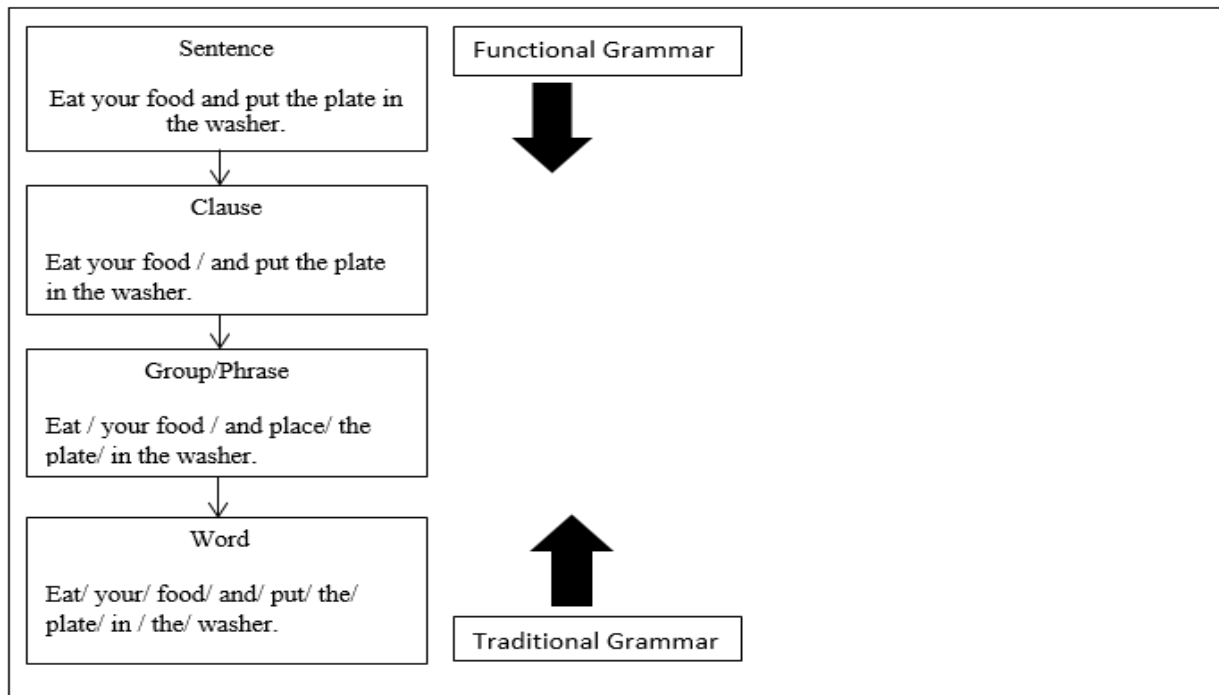 Sentence
Eat your food and put the plate in
the washer.
Functional Grammar
Clause
Eat your food / and put the plate
in the washer.
Group/Phrase
Eat / your food / and place/ the
plate/ in the washer.
Word
Eat/ your/ food/ and/ put/ the/
plate/ in / the/ washer.
Traditional Grammar